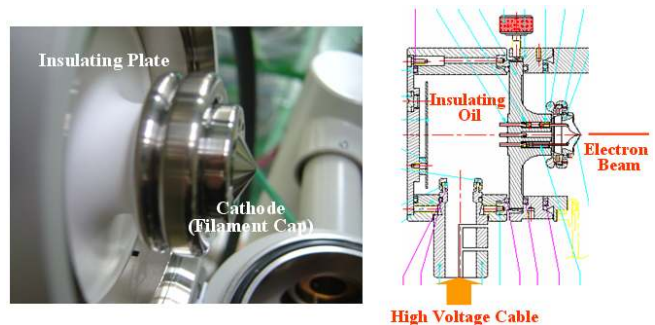 Insulating Plate
Cathode
(Filament Cap)
Insulating
Oil
Electron
Beam
High Voltage Cable